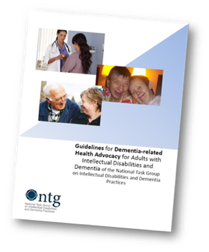 Guidelines for Dementia-related
Health Advocacy for Adults with
Intellectual Disabilities and
Dementia of the National Task Group
on Intellectual Disabilities and Dementia
Practices
ntg